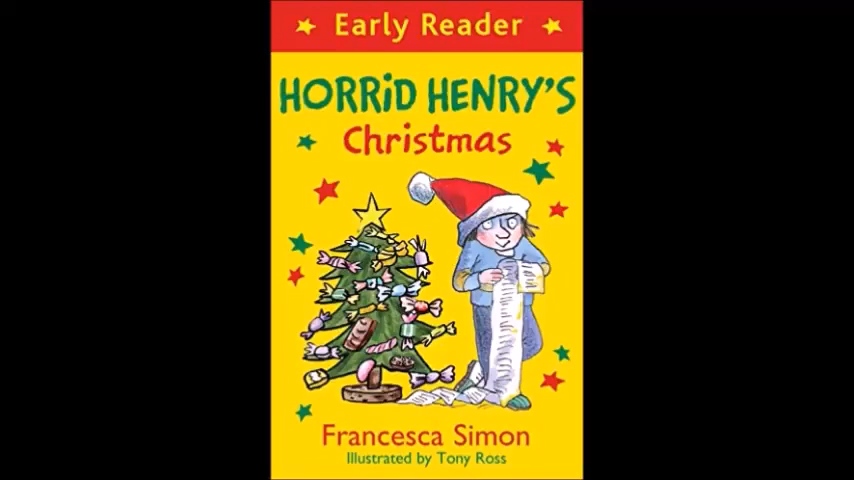 Early Reader
HORRiD HENRY'S
Christmas
Francesca Simon
Illustrated by Tony Ross